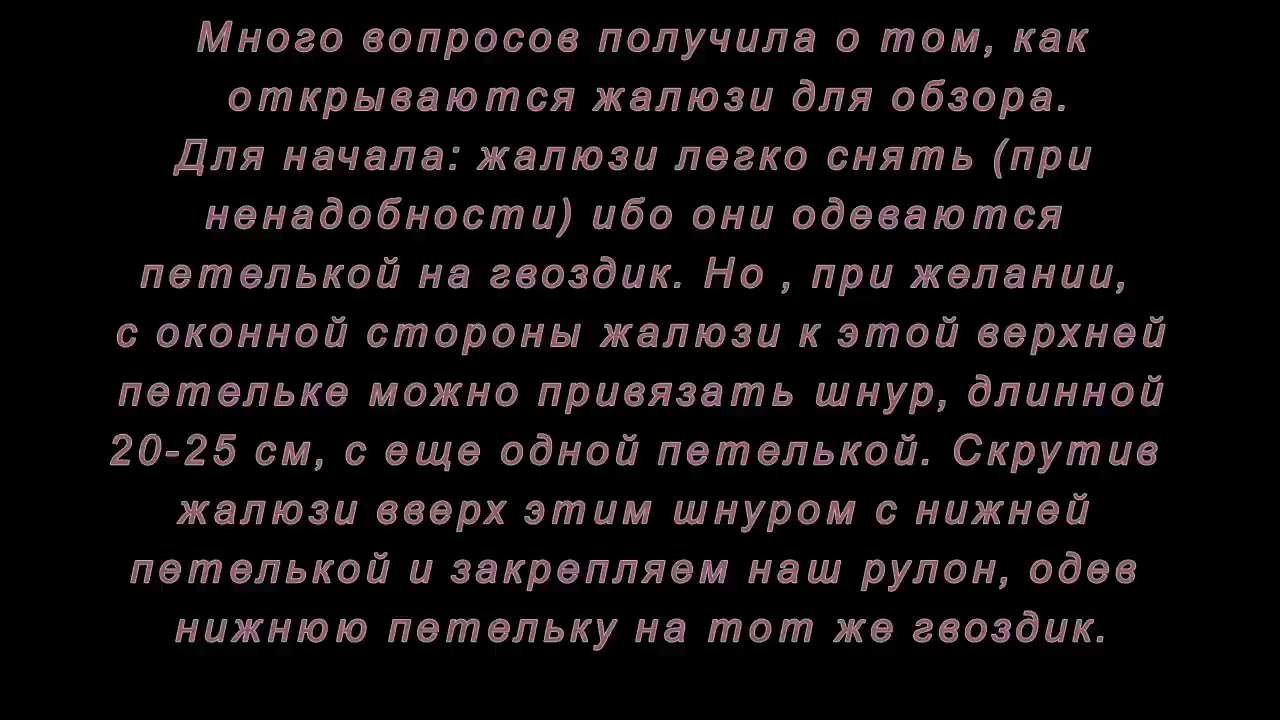 Много вопросов получила о том, как
открываются жалюзи для обзора.
Для начала: жалюзи легко снять (при
ненадобности) ибо они одеваются
петелькой на гвоздик. Но , при желании,
с оконной стороны жалюзи к этой верхней
петельке можно привязать шнур, длинной
20-25 см, с еще одной петелькой. Скрутив
жалюзи вверх этим шнуром с нижней
петелькой и закрепляем наш рулон, одев
нижнюю петельку на тот же гвоздик.